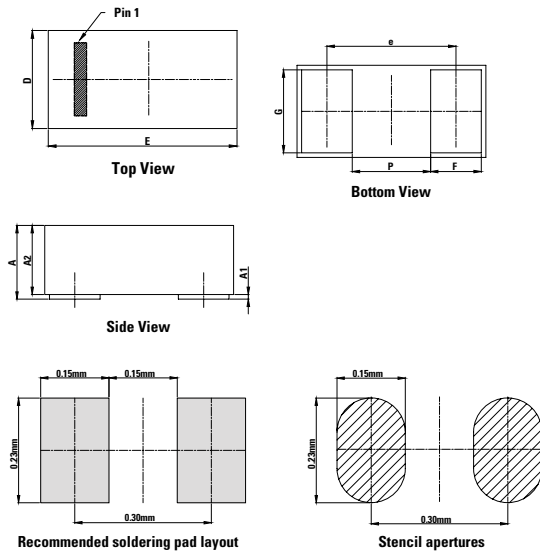 Pin 1
D
E
Top View
e
G
P
F
Bottom View
A
A2
A1
Side View
0.15mm
0.15mm
0.23mm
0.30mm
Recommended soldering pad layout
0.15mm
0.23mm
0.30mm
Stencil apertures